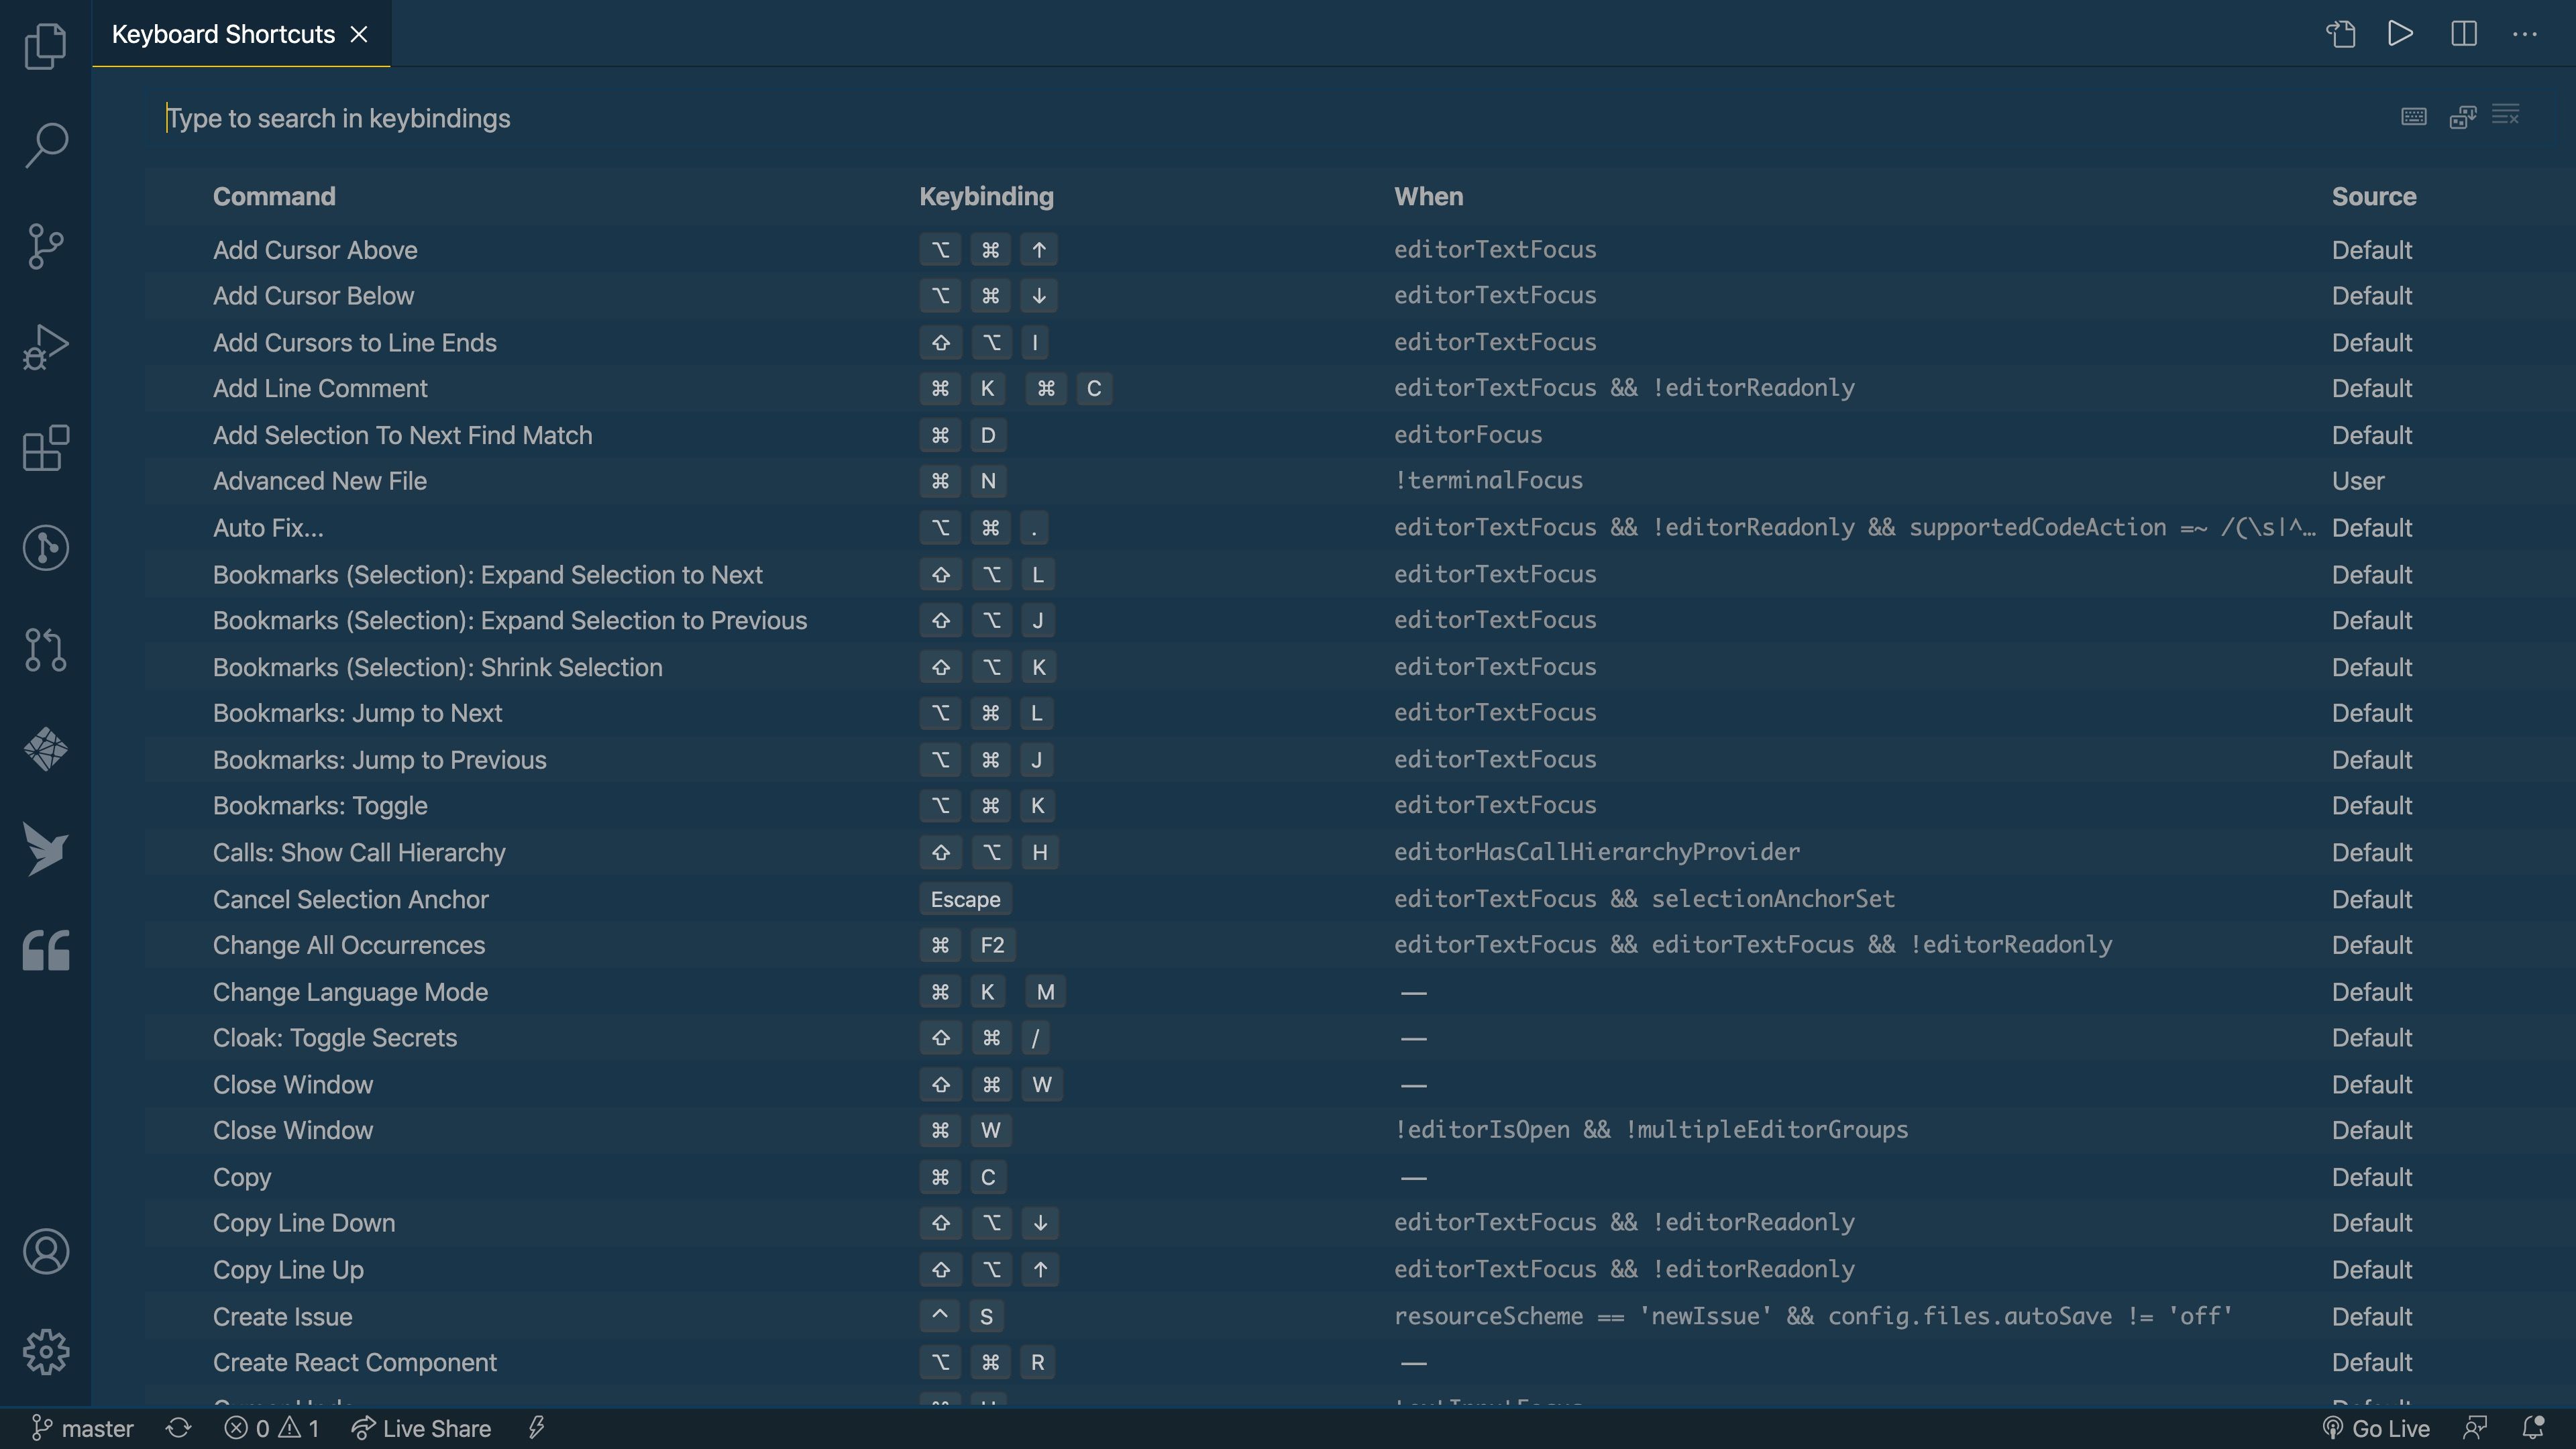 Keyboard Shortcuts
Type to search in keybindings
Command Keybinding When Source
Add Cursor Above ⌥ ⌘ ↑ editorTextFocus Default
Add Cursor Below ⌥ ⌘ ↓ editorTextFocus Default
Add Cursors to Line Ends ⇧ ⌥ I editorTextFocus Default
Add Line Comment ⌘ K ⌘ C editorTextFocus && !editorReadonly Default
Add Selection To Next Find Match ⌘ D editorFocus Default
Advanced New File ⌘ N !terminalFocus User
Auto Fix... ⌥ ⌘ . editorTextFocus && !editorReadonly && supportedCodeAction =~ /(\s|^… Default
Bookmarks (Selection): Expand Selection to Next ⇧ ⌥ L editorTextFocus Default
Bookmarks (Selection): Expand Selection to Previous ⇧ ⌥ J editorTextFocus Default
Bookmarks (Selection): Shrink Selection ⇧ ⌥ K editorTextFocus Default
Bookmarks: Jump to Next ⌥ ⌘ L editorTextFocus Default
Bookmarks: Jump to Previous ⌥ ⌘ J editorTextFocus Default
Bookmarks: Toggle ⌥ ⌘ K editorTextFocus Default
Calls: Show Call Hierarchy ⇧ ⌥ H editorHasCallHierarchyProvider Default
Cancel Selection Anchor Escape editorTextFocus && selectionAnchorSet Default
Change All Occurrences ⌘ F2 editorTextFocus && editorTextFocus && !editorReadonly Default
Change Language Mode ⌘ K M — Default
Cloak: Toggle Secrets ⇧ ⌘ / — Default
Close Window ⇧ ⌘ W — Default
Close Window ⌘ W !editorIsOpen && !multipleEditorGroups Default
Copy ⌘ C — Default
Copy Line Down ⇧ ⌥ ↓ editorTextFocus && !editorReadonly Default
Copy Line Up ⇧ ⌥ ↑ editorTextFocus && !editorReadonly Default
Create Issue ^ S resourceScheme == 'newIssue' && config.files.autoSave != 'off' Default
Create React Component ⌥ ⌘ R — Default
master 0 1 Live Share Go Live